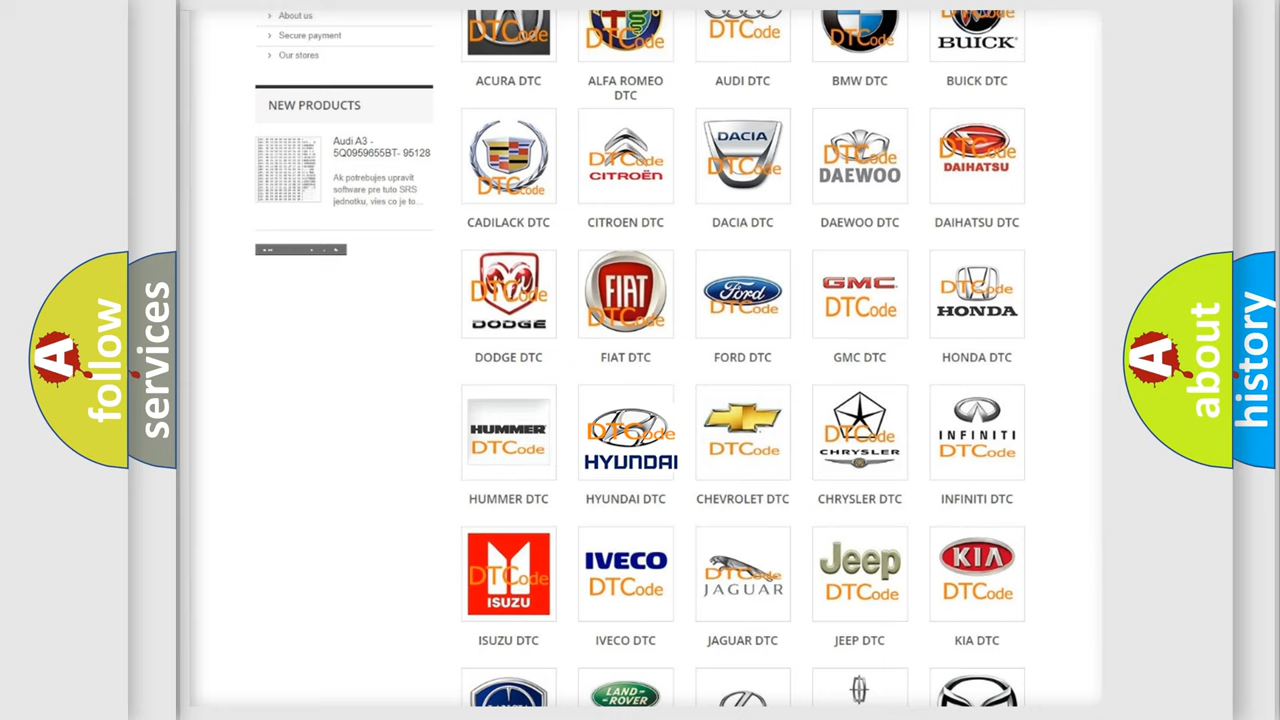 About us
Secure payment
Our stores
NEW PRODUCTS
Audi A3 -
5Q0959655BT- 95128
Ak potrebujes upravit
software pre tuto SRS
jednotku, vies co je to...
DTCode
DTCode
DTCode
DTCode
BUICK
ACURA DTC
ALFA ROMEO
DTC
AUDI DTC
BMW DTC
BUICK DTC
DTCode
DTCode
CITROËN
DACIA
DTCode
DTCode
DAEWOO
DTCode
DAIHATSU
CADILACK DTC
CITROEN DTC
DACIA DTC
DAEWOO DTC
DAIHATSU DTC
DTCode
DODGE
FIAT
DTCode
Ford
DTCode
GMC
DTCode
DTCode
HONDA
DODGE DTC
FIAT DTC
FORD DTC
GMC DTC
HONDA DTC
HUMMER
DTCode
DTCode
HYUNDAI
DTCode
DTCode
CHRYSLER
INFINITI
DTCode
HUMMER DTC
HYUNDAI DTC
CHEVROLET DTC
CHRYSLER DTC
INFINITI DTC
DTCode
ISUZU
IVECO
DTCode
DTCode
JAGUAR
Jeep
DTCode
KIA
DTCode
ISUZU DTC
IVECO DTC
JAGUAR DTC
JEEP DTC
KIA DTC
LAND-
ROVER
A
follow
services
A
about
history